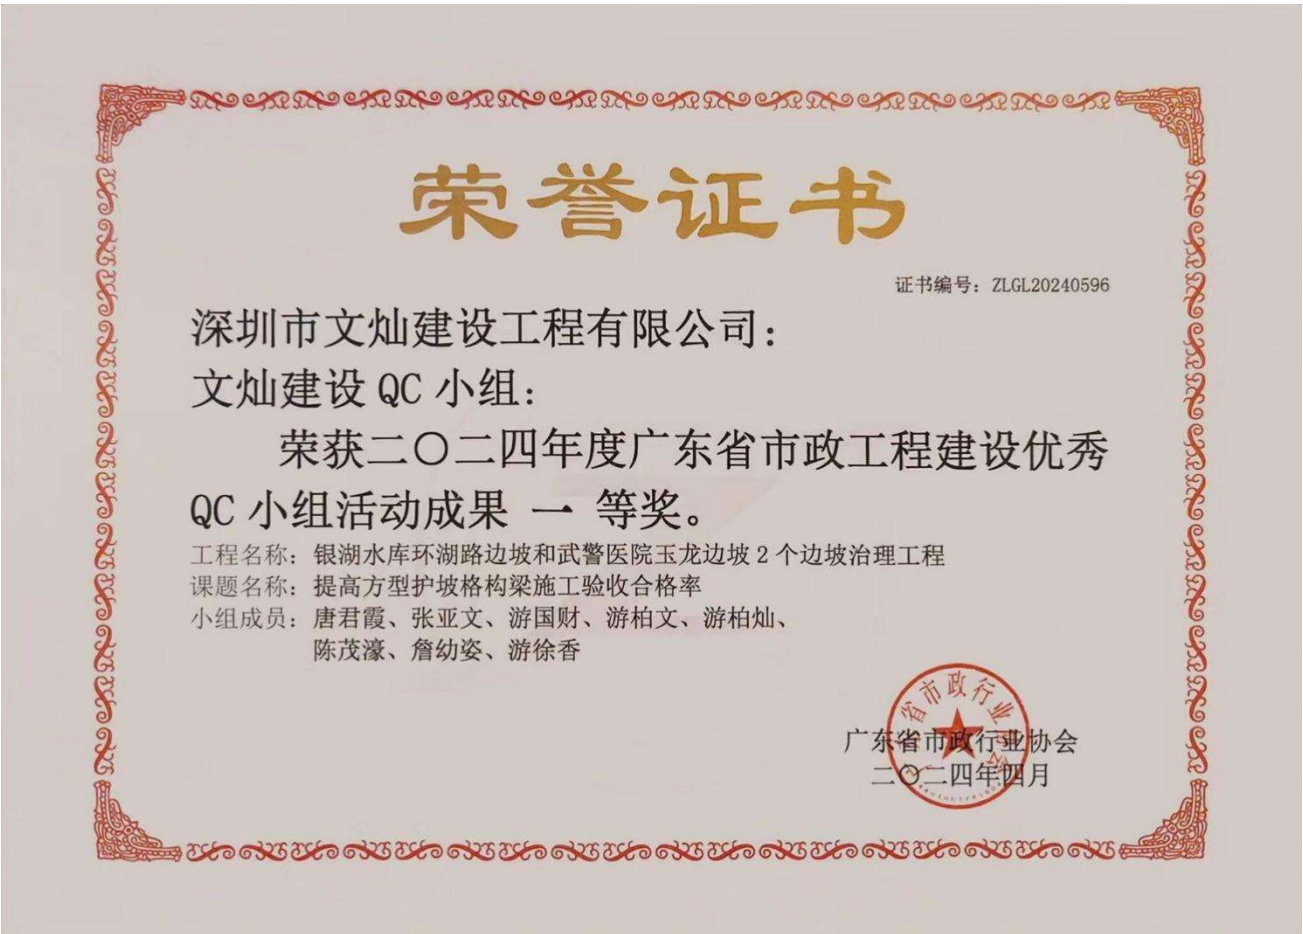 荣誉证书
证书编号：ZLGL20240596
深圳市文灿建设工程有限公司：
文灿建设 QC 小组：
荣获二〇二四年度广东省市政工程建设优秀
QC 小组活动成果 一 等奖。
工程名称：银湖水库环湖路边坡和武警医院玉龙边坡 2 个边坡治理工程
课题名称：提高方型护坡格构梁施工验收合格率
小组成员：唐君霞、张亚文、游国财、游柏文、游柏灿、
陈茂濠、詹幼姿、游徐香
省市政行业
广东省市政行业协会
二〇二四年四月